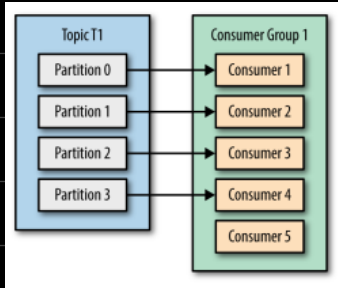 Topic T1
Partition 0
Partition 1
Partition 2
Partition 3
Consumer Group 1
Consumer 1
Consumer 2
Consumer 3
Consumer 4
Consumer 5